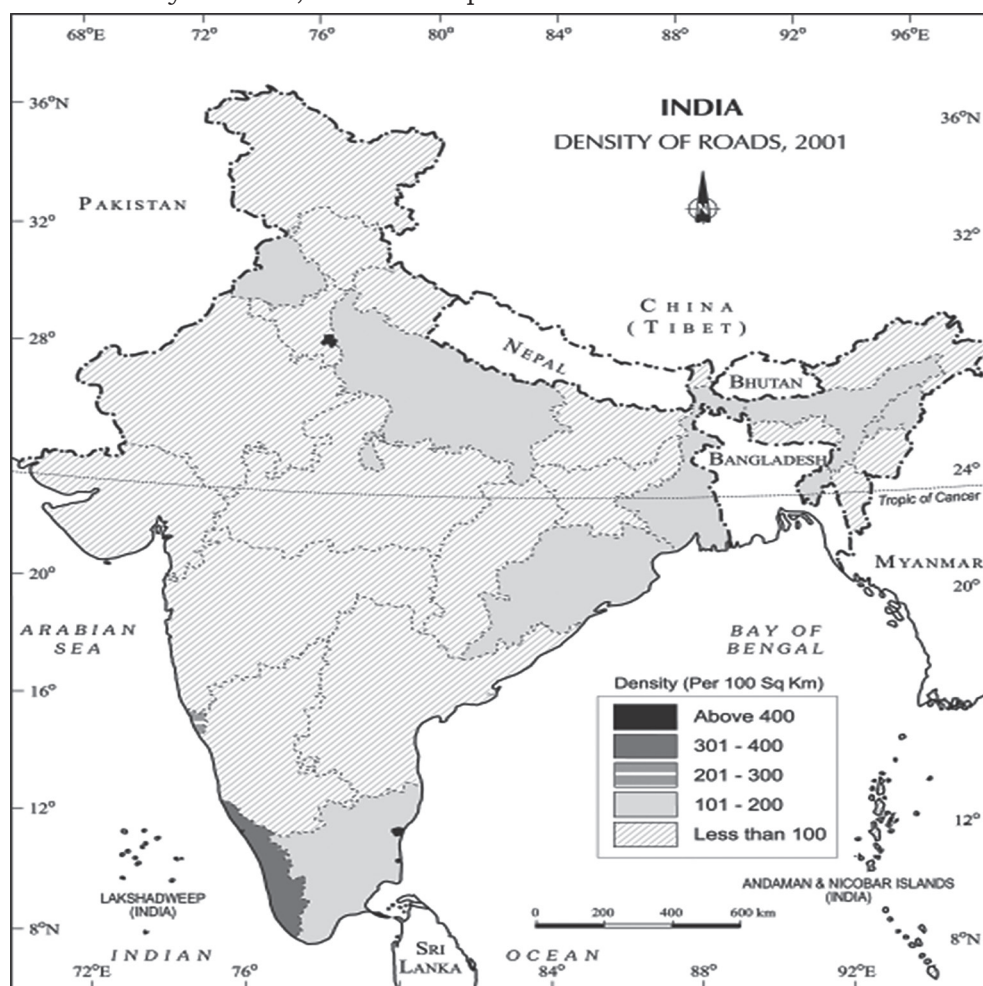 68°E 72° 76° 80° 84° 88° 92° 96°E
36°N
INDIA
36°N
DENSITY OF ROADS, 2001
PAKISTAN
32°
32°
CHINA
(TIBET)
28°
NEPAL
BHUTAN
BANGLADESH
24°
Tropic of Cancer
MYANMAR
20°
20°
ARABIAN
SEA
BAY OF
BENGAL
Density (Per 100 Sq Km)
16°
Above 400
301 - 400
201 - 300
101 - 200
Less than 100
12°
12°
LAKSHADWEEP
(INDIA)
ANDAMAN & NICOBAR ISLANDS
(INDIA)
0 200 400 600 km
8°N
8°N
INDIAN
SRI
LANKA
OCEAN
72°E 76° 84° 88° 92°E